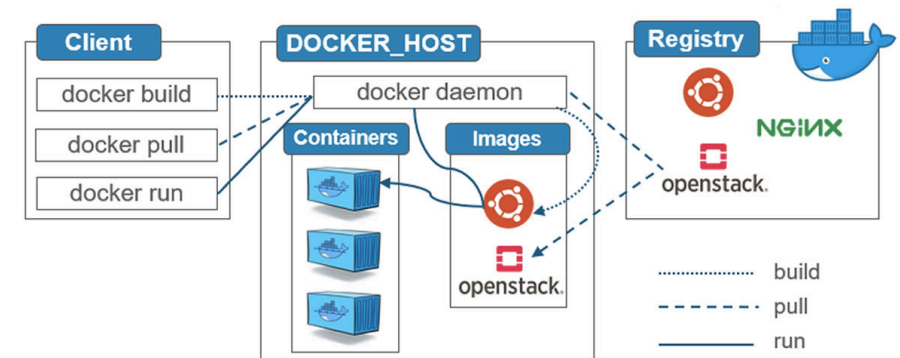 Client
docker build
docker pull
docker run
DOCKER_HOST
docker daemon
Containers
Images
openstack.
Registry
NGINX
openstack.
build
pull
run